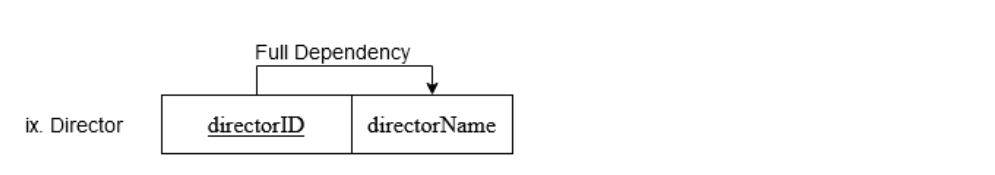 Full Dependency
ix. Director
directorID
directorName